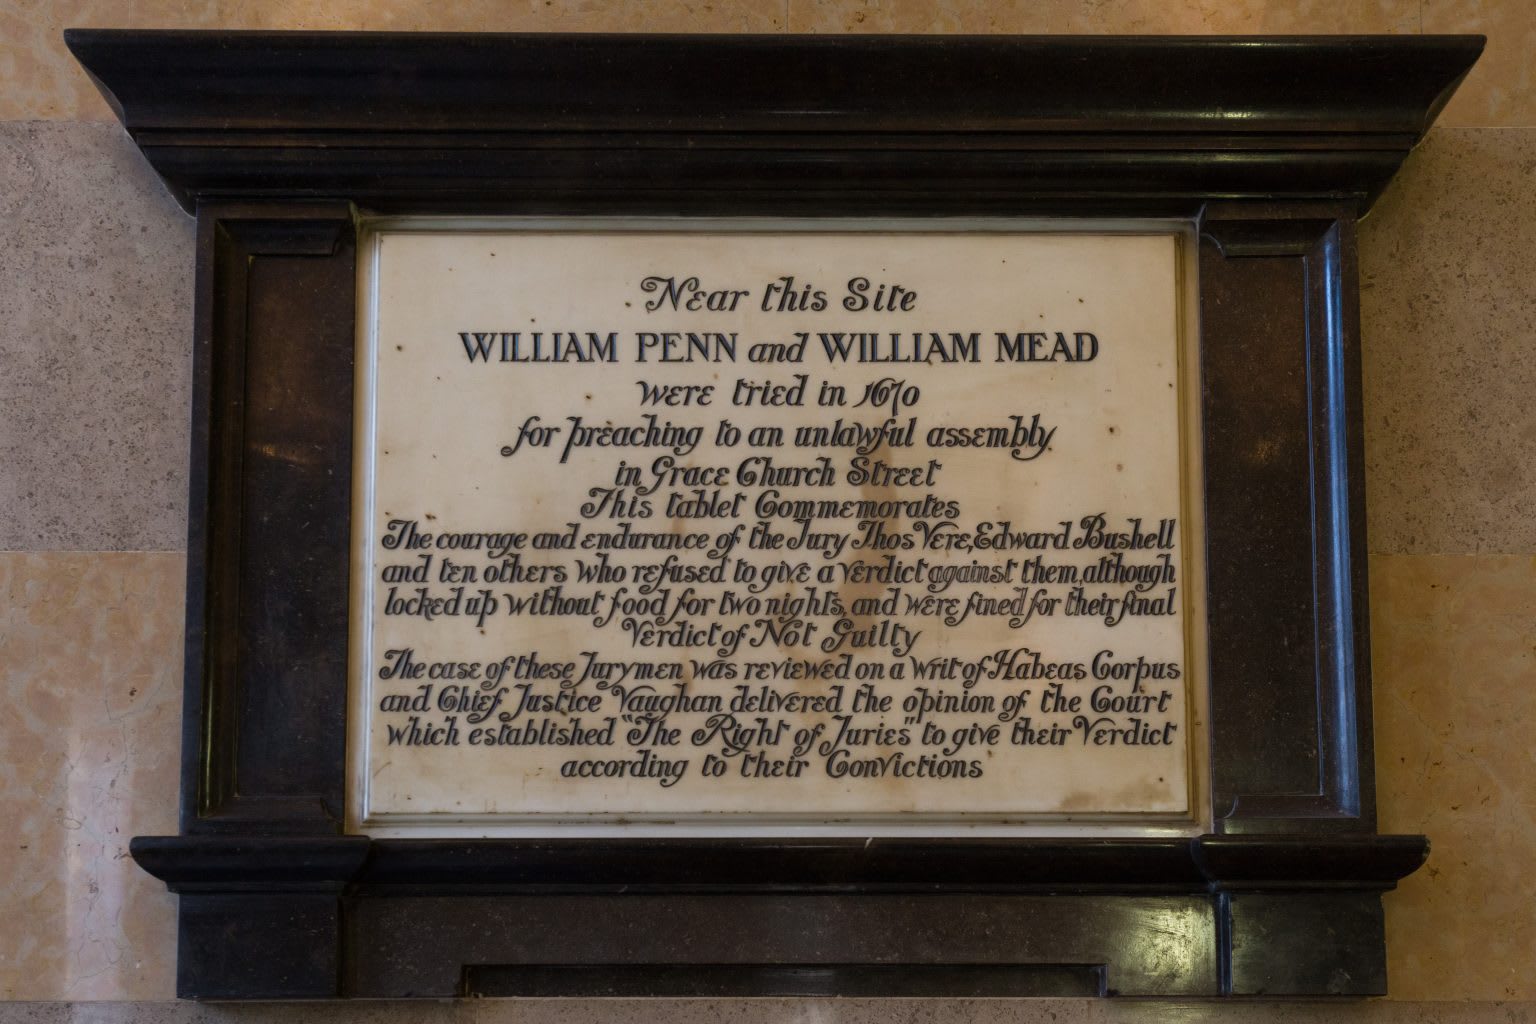 Near this Site
WILLIAM PENN and WILLIAM MEAD
were tried in 1670
for preaching to an unlawful assembly
in Grace Church Street
This tablet Commemorates
The courage and endurance of the Jury Thos Vere, Edward Bushell
and ten others who refused to give a verdict against them, although
locked up without food for two nights, and were fined for their final
Verdict of Not Guilty
The case of these Jurymen was reviewed on a writ of Habeas Corpus
and Chief Justice Vaughan delivered the opinion of the Court
which established "The Right of Juries" to give their Verdict
according to their Convictions